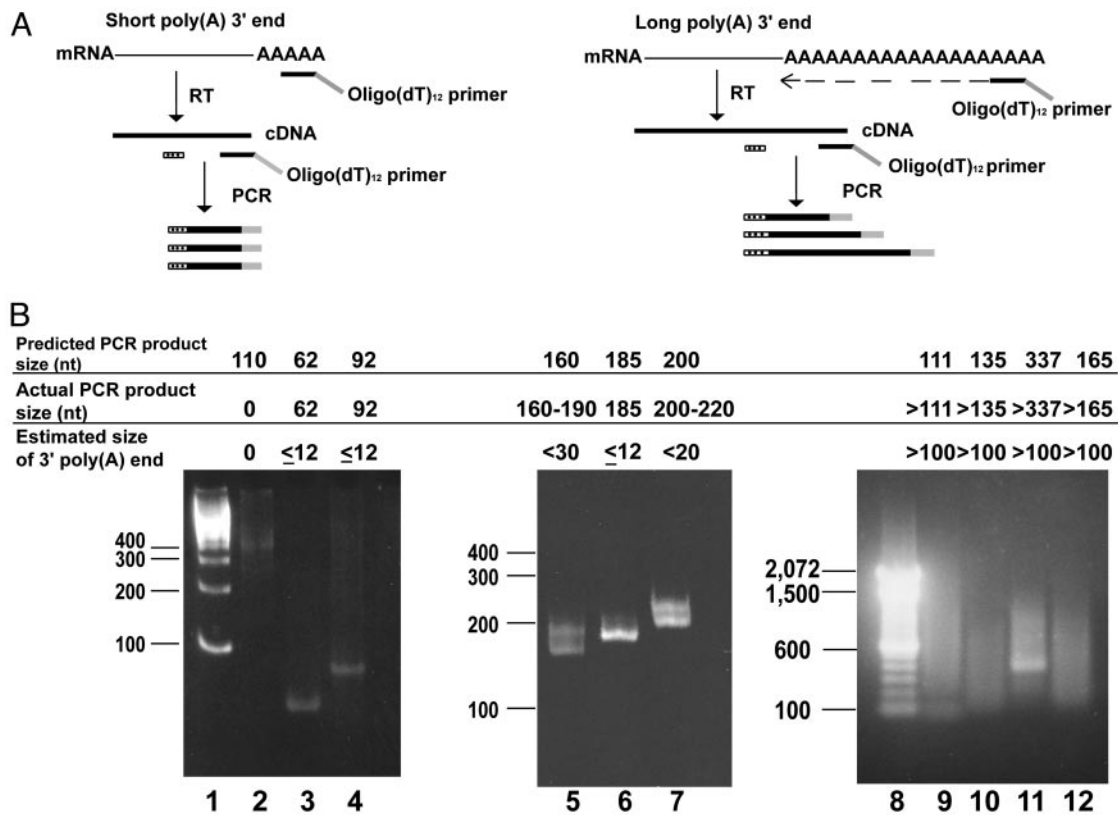 A
Short poly(A) 3' end
mRNA AAAAA
RT
Oligo(dT)₁₂ primer
cDNA
Oligo(dT)₁₂ primer
PCR
Long poly(A) 3' end
mRNA AAAAAAAAAAAAAAAAAAA
RT
Oligo(dT)₁₂ primer
cDNA
Oligo(dT)₁₂ primer
PCR
B
Predicted PCR product
size (nt) 110 62 92 160 185 200 111 135 337 165
Actual PCR product
size (nt) 0 62 92 160-190 185 200-220 >111 >135 >337 >165
Estimated size
of 3' poly(A) end 0 ≤12 ≤12 <30 ≤12 <20 >100 >100 >100 >100
400
300
200
100
1 2 3 4
400
300
200
100
5 6 7
2,072
1,500
600
100
8 9 10 11 12